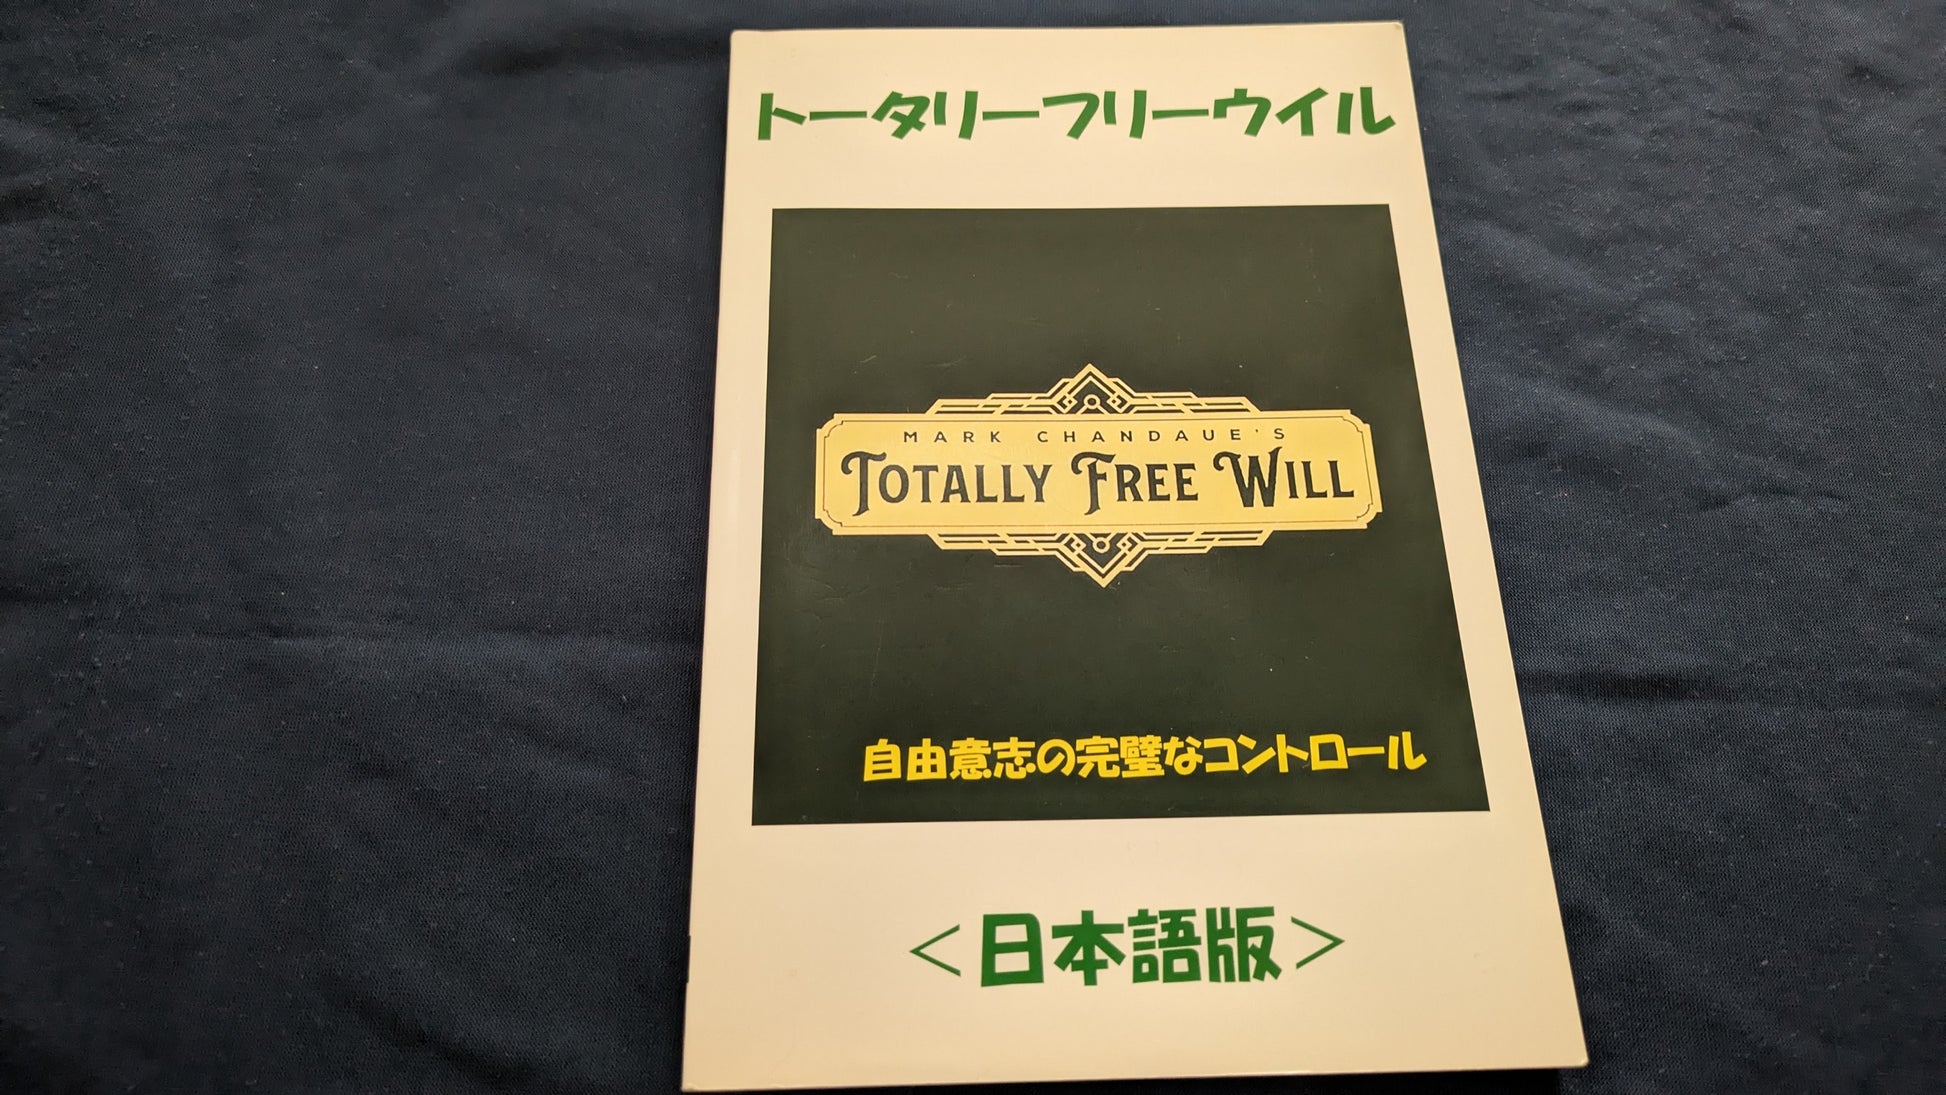 トータリーフリーウイル
MARK CHANDAUE'S
TOTALLY FREE WILL
自由意志の完璧なコントロール
＜日本語版＞